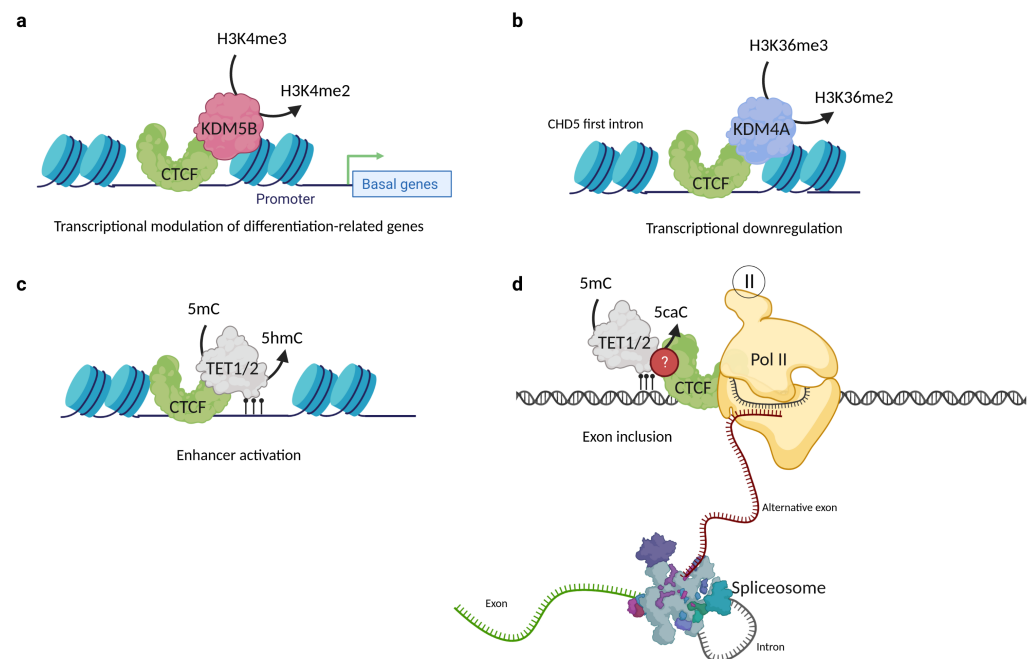 a
H3K4me3
H3K4me2
KDM5B
CTCF
Basal genes
Promoter
Transcriptional modulation of differentiation-related genes
b
H3K36me3
H3K36me2
CHD5 first intron
KDM4A
CTCF
Transcriptional downregulation
c
5mC
5hmC
TET1/2
CTCF
Enhancer activation
d
II
5mC
5caC
TET1/2
?
Pol II
CTCF
Exon inclusion
Alternative exon
Spliceosome
Exon
Intron